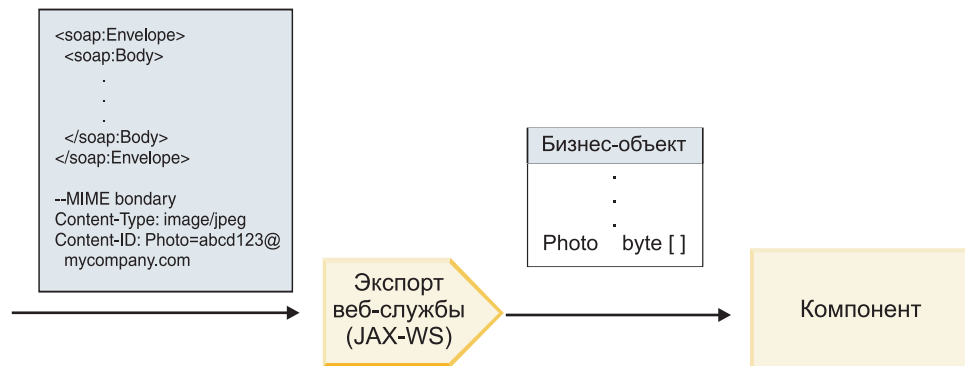 <soap:Envelope>
<soap:Body>
.
.
.
</soap:Body>
</soap:Envelope>
--MIME bondary
Content-Type: image/jpeg
Content-ID: Photo=abcd123@
mycompany.com
Бизнес-объект
.
.
.
Photo byte [ ]
Экспорт
веб-службы
(JAX-WS)
Компонент